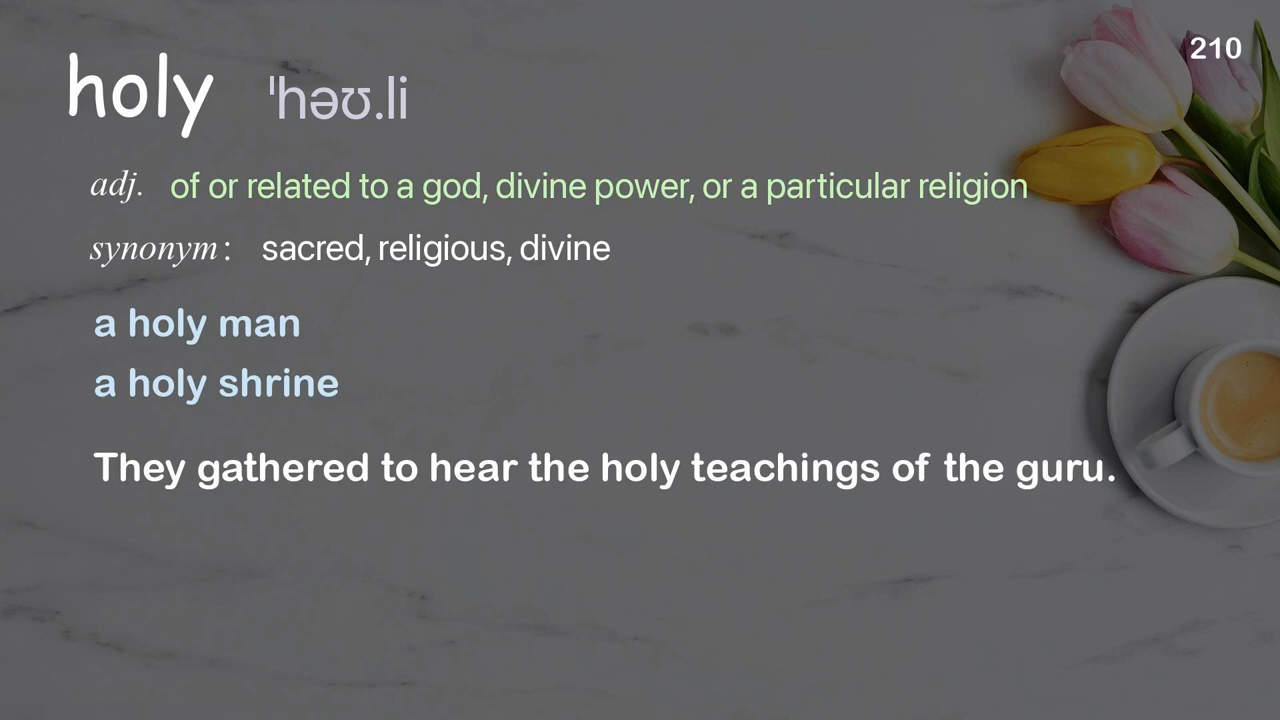 210
holy ˈhəʊ.li
adj. of or related to a god, divine power, or a particular religion
synonym: sacred, religious, divine
a holy man
a holy shrine
They gathered to hear the holy teachings of the guru.